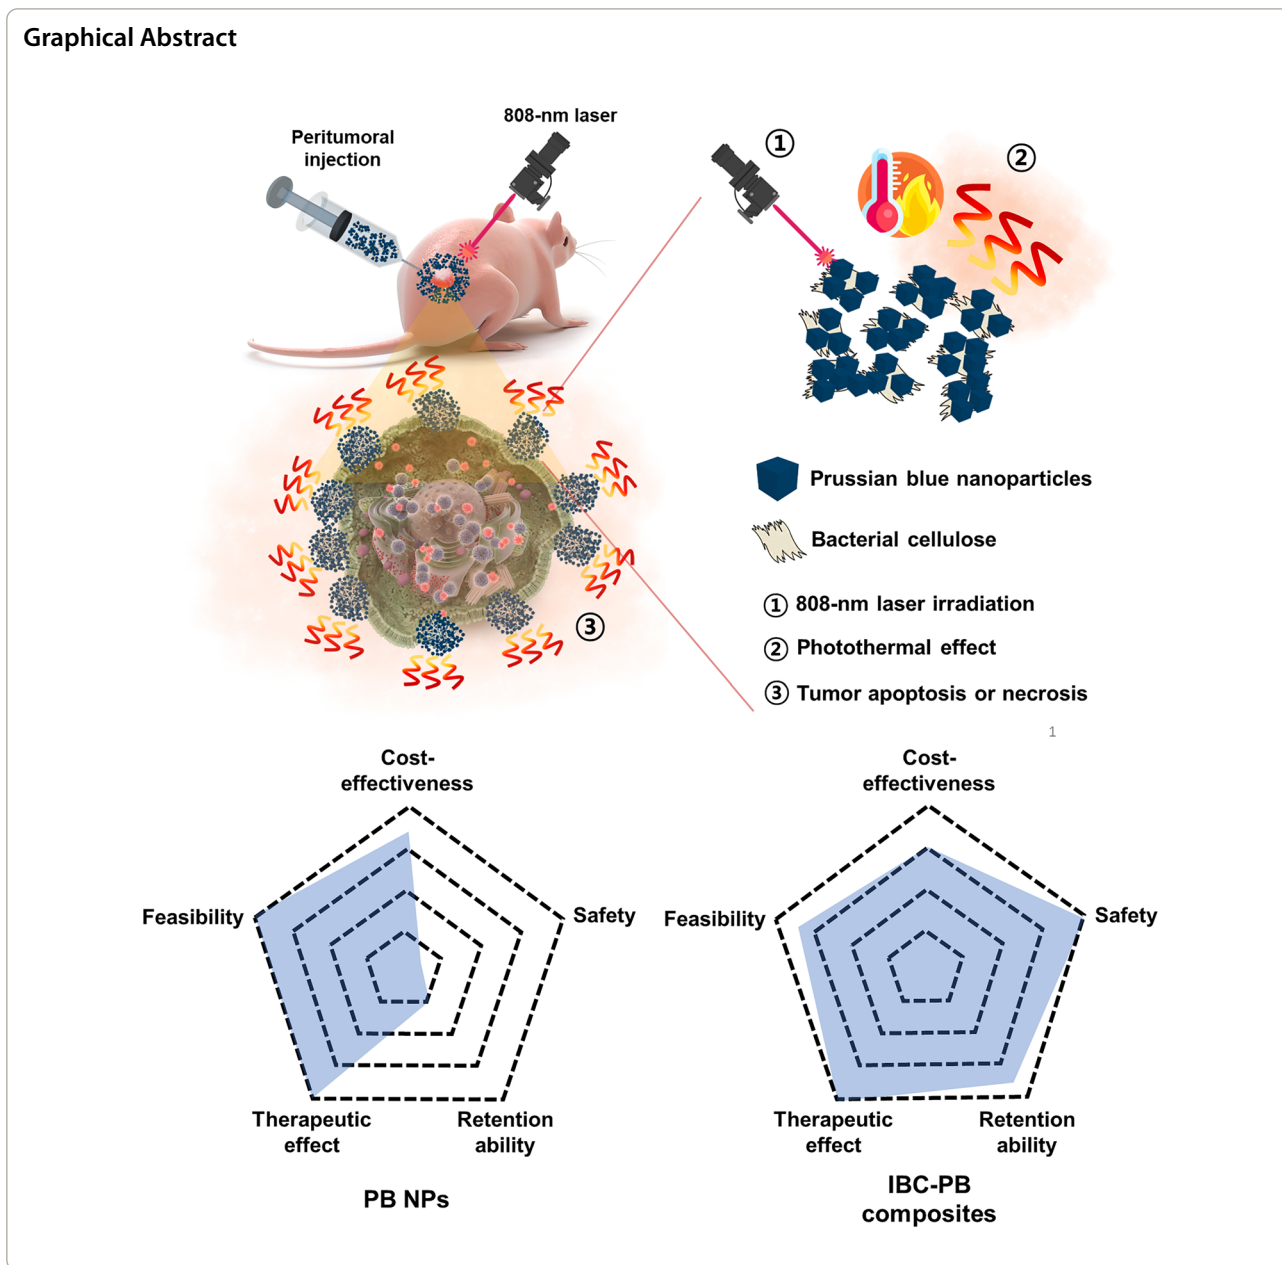 Graphical Abstract
Peritumoral
injection
808-nm laser
①
②
③
Prussian blue nanoparticles
Bacterial cellulose
① 808-nm laser irradiation
② Photothermal effect
③ Tumor apoptosis or necrosis
1
Cost-
effectiveness
Feasibility
Safety
Therapeutic
effect
Retention
ability
PB NPs
Cost-
effectiveness
Feasibility
Safety
Therapeutic
effect
Retention
ability
IBC-PB
composites